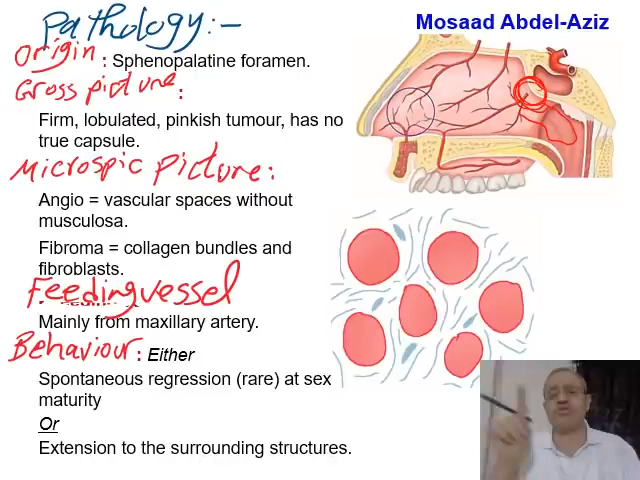 Pathology:-
Mosaad Abdel-Aziz
Origin : Sphenopalatine foramen.
Gross picture :
Firm, lobulated, pinkish tumour, has no
true capsule.
Microspic picture :
Angio = vascular spaces without
musculosa.
Fibroma = collagen bundles and
fibroblasts.
Feeding vessel
Mainly from maxillary artery.
Behaviour : Either
Spontaneous regression (rare) at sex
maturity
Or
Extension to the surrounding structures.